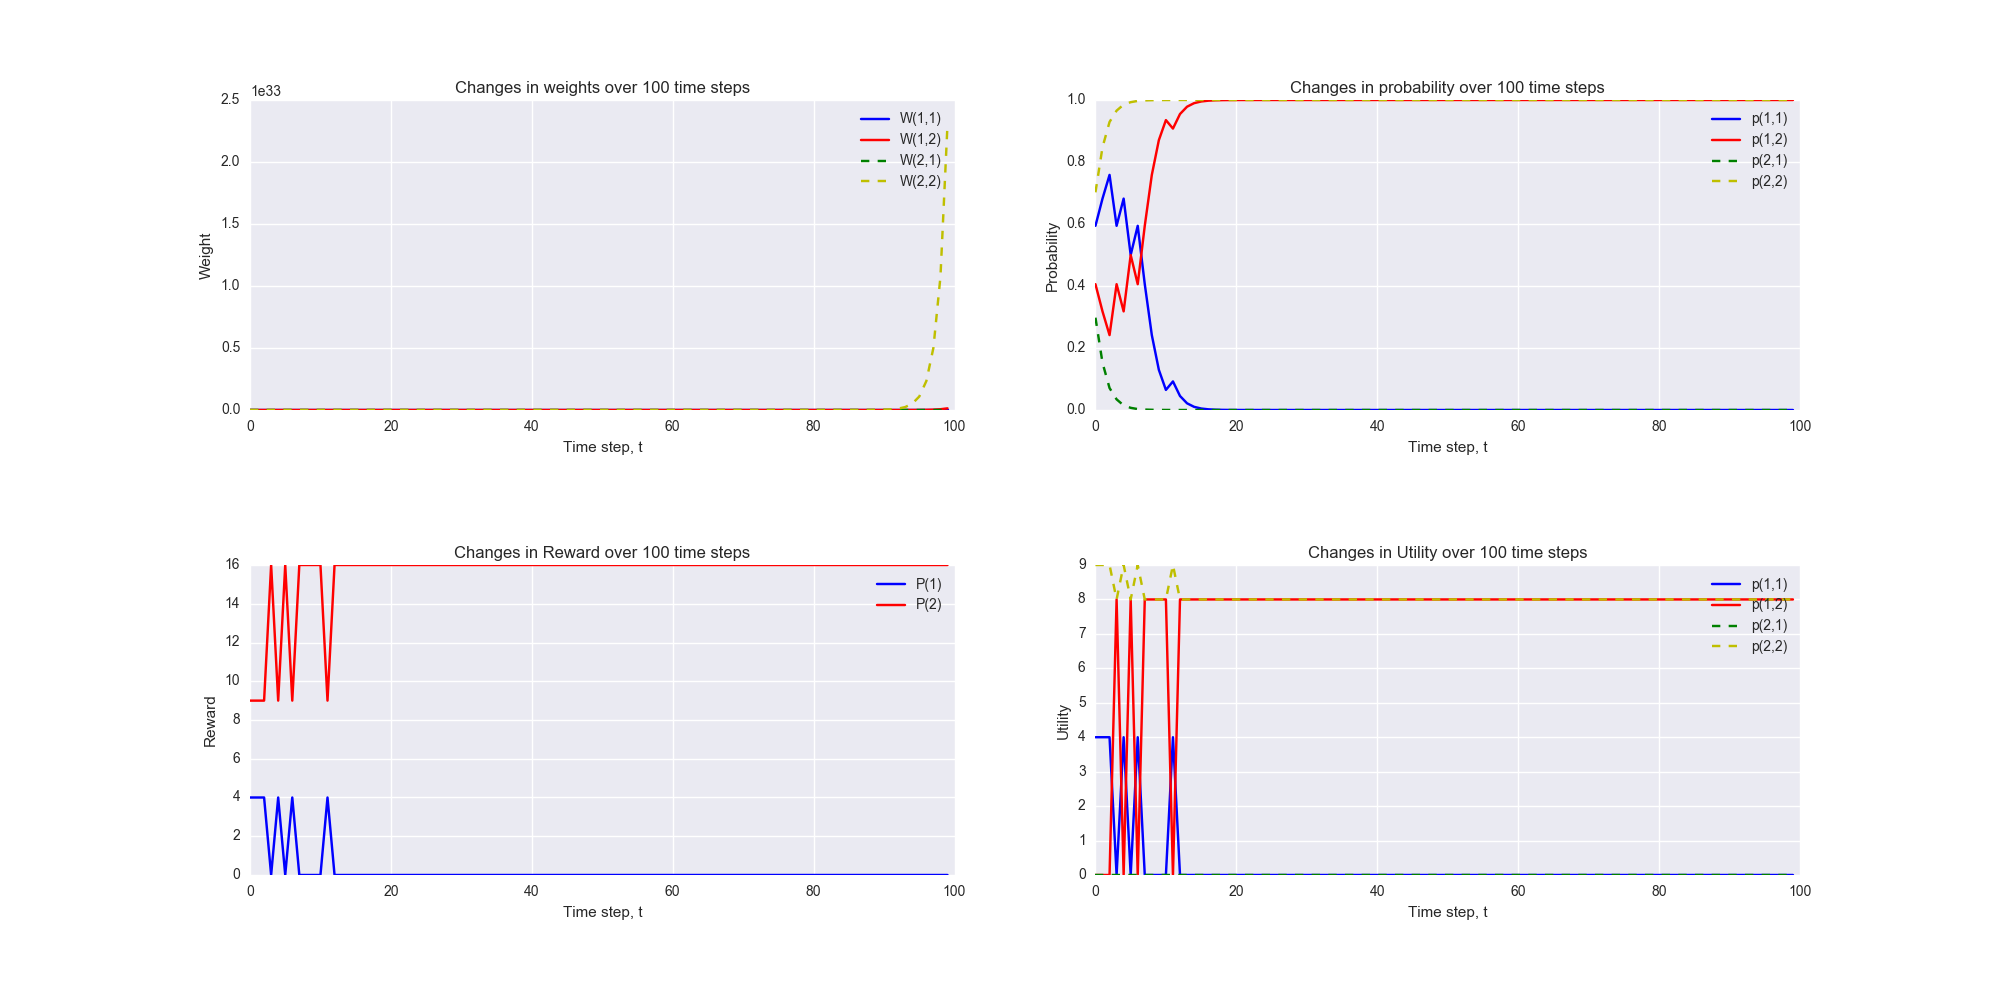 Changes in weights over 100 time steps
1e33
2.5
2.0
1.5
1.0
0.5
0.0
Weight
0 20 40 60 80 100
Time step, t
W(1,1)
W(1,2)
W(2,1)
W(2,2)
Changes in probability over 100 time steps
1.0
0.8
0.6
0.4
0.2
0.0
Probability
0 20 40 60 80 100
Time step, t
p(1,1)
p(1,2)
p(2,1)
p(2,2)
Changes in Reward over 100 time steps
16
14
12
10
8
6
4
2
0
Reward
0 20 40 60 80 100
Time step, t
P(1)
P(2)
Changes in Utility over 100 time steps
9
8
7
6
5
4
3
2
1
0
Utility
0 20 40 60 80 100
Time step, t
p(1,1)
p(1,2)
p(2,1)
p(2,2)